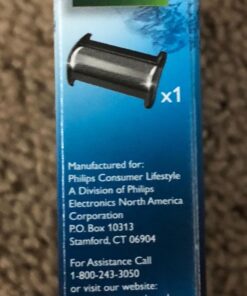 x1
Manufactured for:
Philips Consumer Lifestyle
A Division of Philips
Electronics North America
Corporation
P.O. Box 10313
Stamford, CT 06904
For Assistance Call
1-800-243-3050
or visit our website: